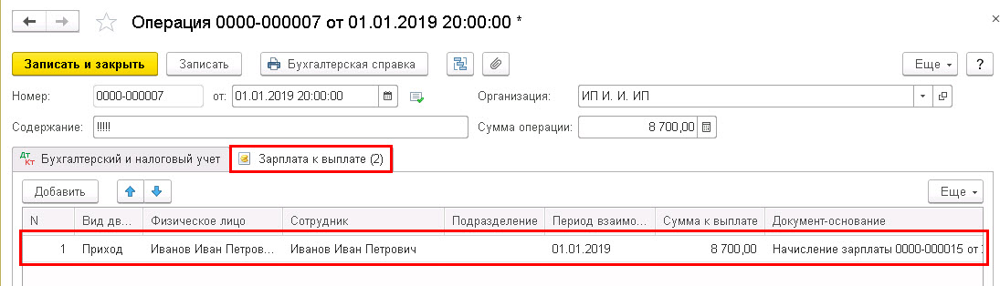 Операция 0000-000007 от 01.01.2019 20:00:00 *
Записать и закрыть Записать Бухгалтерская справка Еще ?
Номер: 0000-000007 от: 01.01.2019 20:00:00 Организация: ИП И. И. ИП
Содержание: !!!!! Сумма операции: 8 700,00
Дт Кт Бухгалтерский и налоговый учет Зарплата к выплате (2)
Добавить Еще
N Вид дв... Физическое лицо Сотрудник Подразделение Период взаимо... Сумма к выплате Документ-основание
1 Приход Иванов Иван Петров... Иванов Иван Петрович 01.01.2019 8 700,00 Начисление зарплаты 0000-000015 от